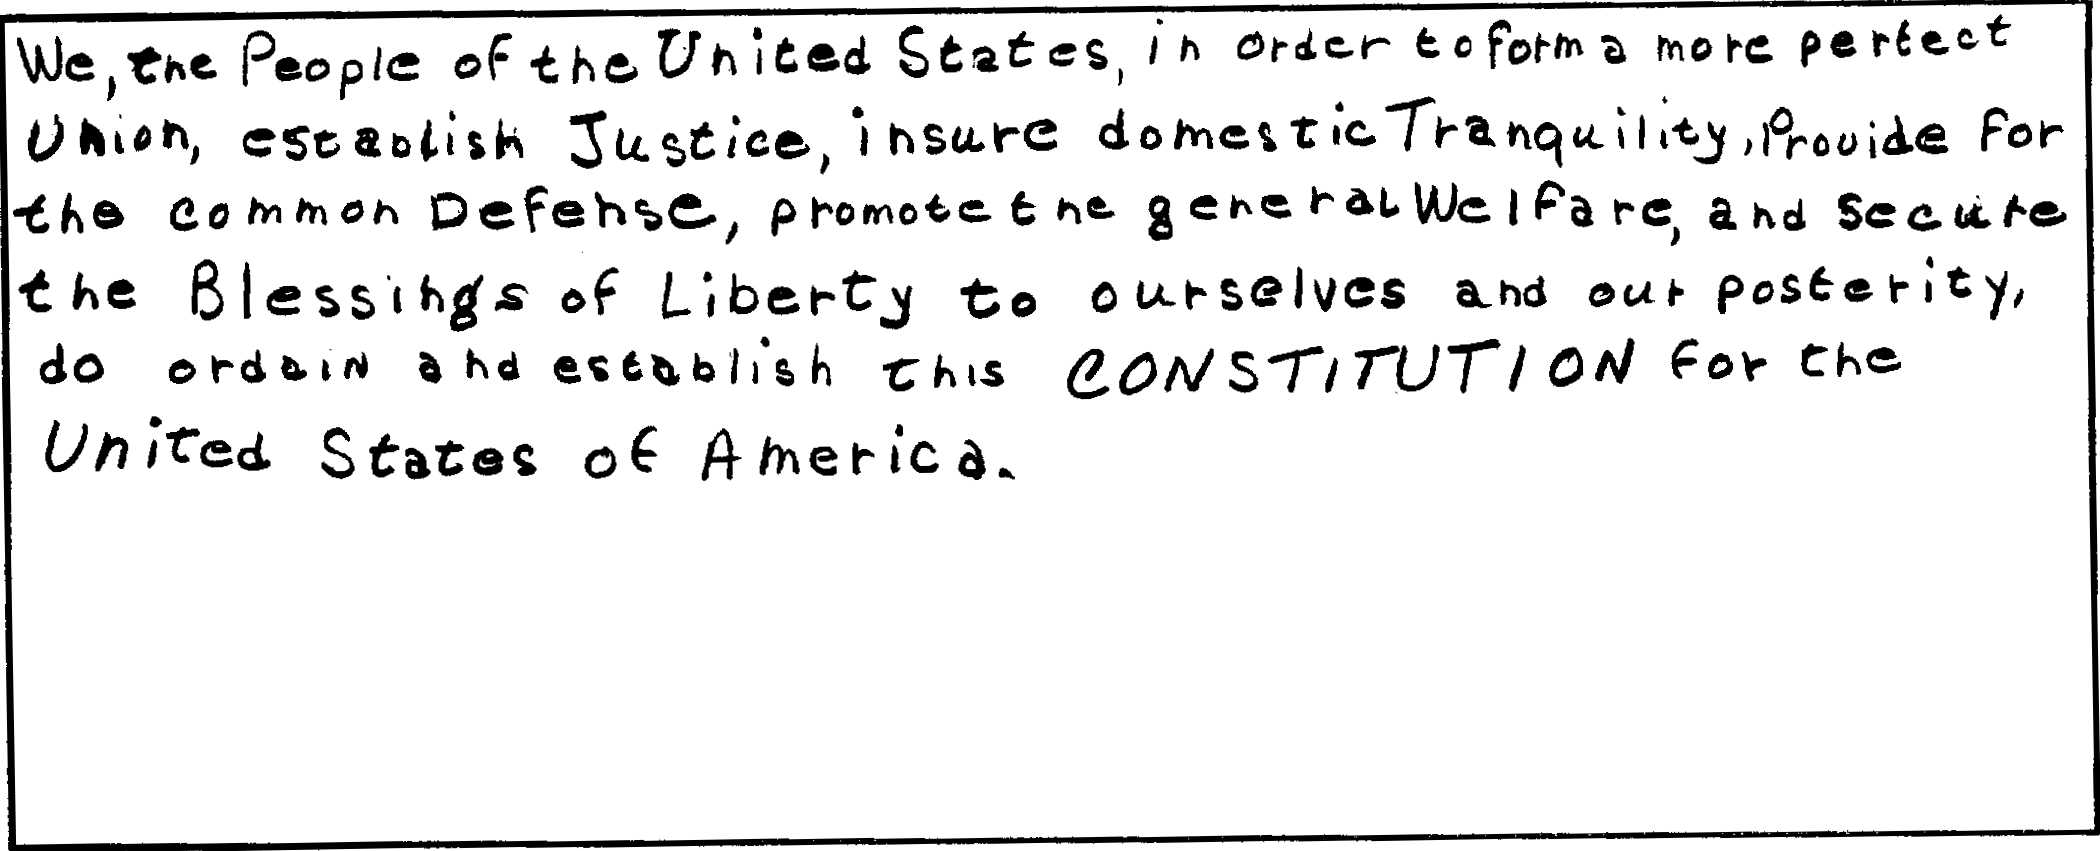 We, the People of the United States, in order to form a more perfect
Union, establish Justice, insure domestic Tranquility, Provide for
the common Defense, promote the general Welfare, and secure
the Blessings of Liberty to ourselves and our posterity,
do ordain and establish this CONSTITUTION for the
United States of America.